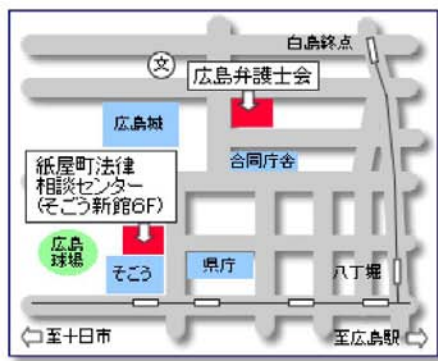 白島終点
文
広島弁護士会
広島城
合同庁舎
紙屋町法律
相談センター
(そごう新館6F)
広島
球場
そごう
県庁
八丁堀
至十日市
至広島駅